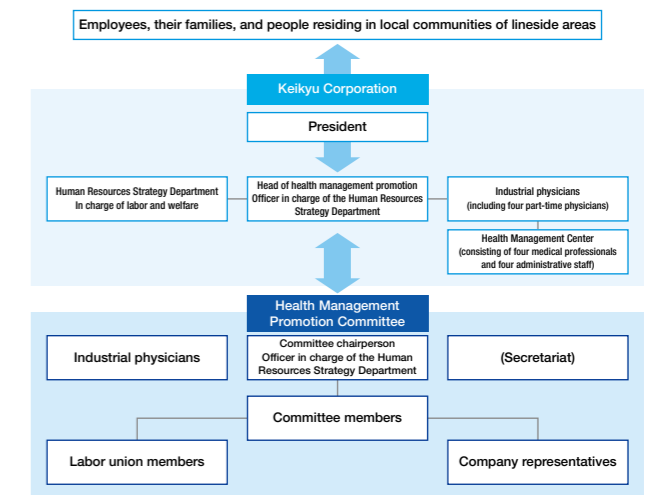 Employees, their families, and people residing in local communities of lineside areas
Keikyu Corporation
President
Human Resources Strategy Department
In charge of labor and welfare
Head of health management promotion
Officer in charge of the Human Resources
Strategy Department
Industrial physicians
(including four part-time physicians)
Health Management Center
(consisting of four medical professionals
and four administrative staff)
Health Management
Promotion Committee
Industrial physicians
Committee chairperson
Officer in charge of the Human
Resources Strategy Department
(Secretariat)
Committee members
Labor union members
Company representatives